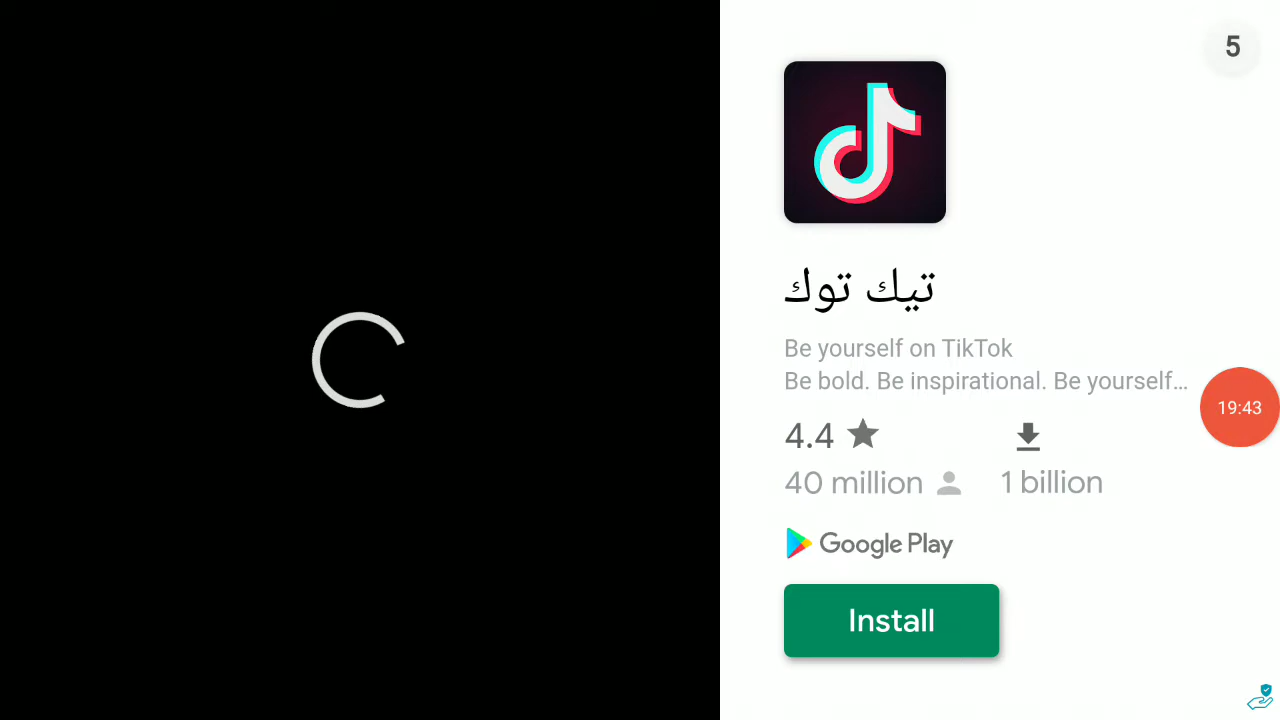 5
تيك توك
Be yourself on TikTok
Be bold. Be inspirational. Be yourself...
19:43
4.4
40 million 1 billion
Google Play
Install